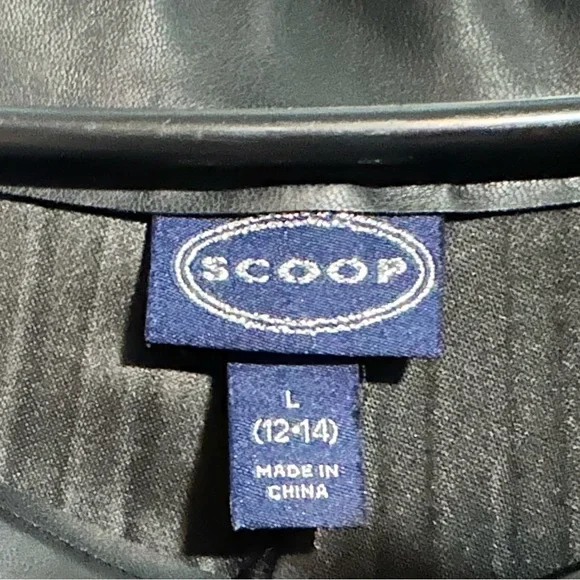 SCOOP
L
(12-14)
MADE IN
CHINA